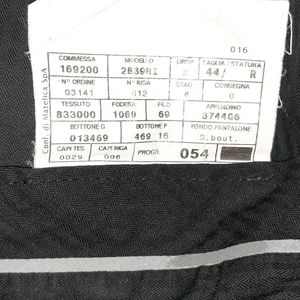 016
COMMESSA MODELLO DROP TAGLIA / STATURA
169200 2B39RI 8 44/ R
N° ORDINE N° RIGA STAG CONSEGNA
03141 012 R 0
TESSUTO FODERA FILO APPENDINO
833000 1069 69 374466
BOTTONE G BOTTONE P FONDO PANTALONE
013469 469 16 S.bout.
CAPI TES CAPI RIGA PROGR.
0029 006 054
Conf. di Matelica SpA